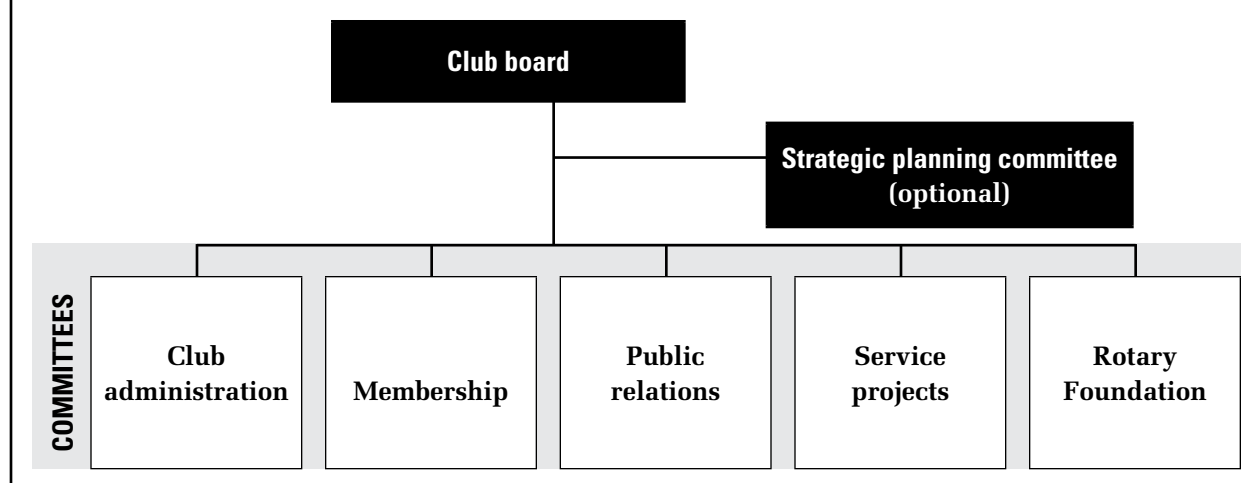 Club board
Strategic planning committee
(optional)
COMMITTEES
Club
administration
Membership
Public
relations
Service
projects
Rotary
Foundation